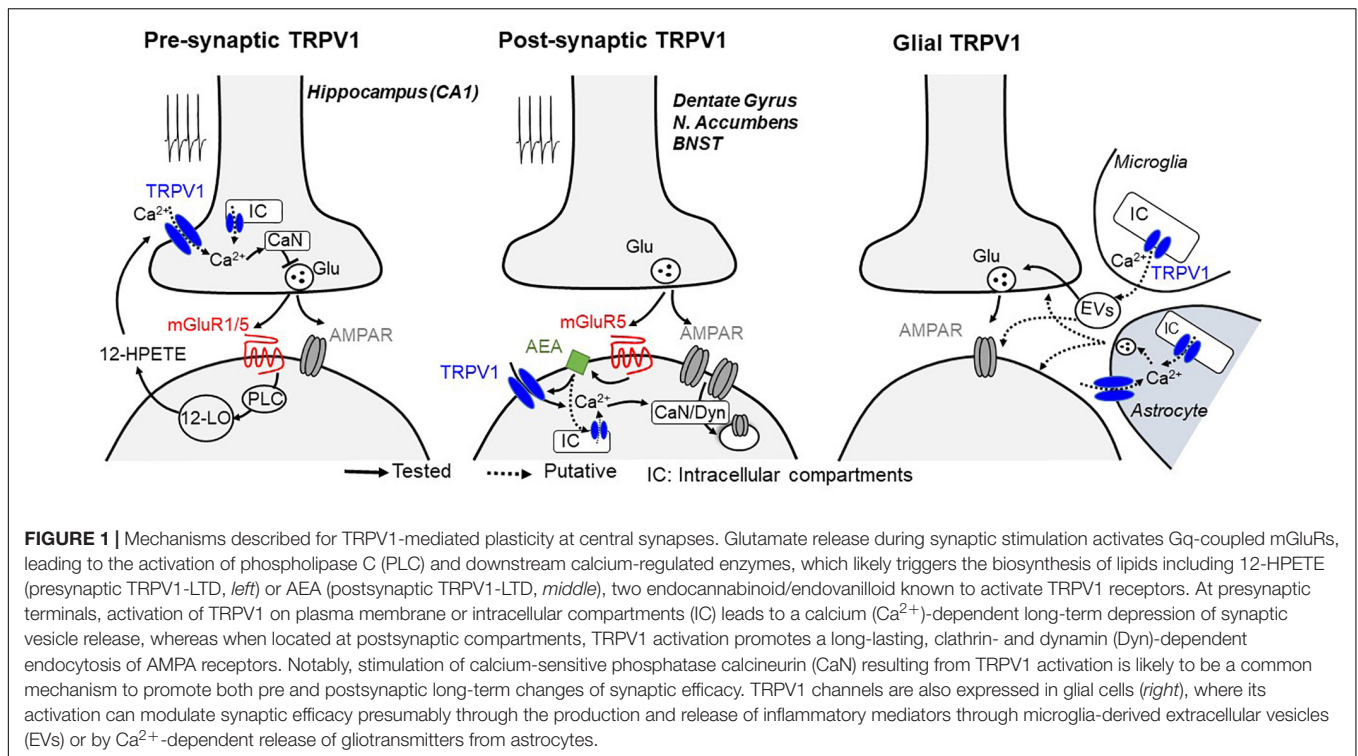 Pre-synaptic TRPV1
Hippocampus (CA1)
TRPV1
Ca2+
IC
Ca2+
CaN
Glu
mGluR1/5
AMPAR
12-HPETE
PLC
12-LO
Post-synaptic TRPV1
Dentate Gyrus
N. Accumbens
BNST
Glu
mGluR5
AMPAR
AEA
TRPV1
Ca2+
CaN/Dyn
IC
Glial TRPV1
Microglia
IC
Ca2+
TRPV1
Glu
EVs
AMPAR
IC
Ca2+
Astrocyte
Tested
Putative
IC: Intracellular compartments
FIGURE 1 | Mechanisms described for TRPV1-mediated plasticity at central synapses. Glutamate release during synaptic stimulation activates Gq-coupled mGluRs,
leading to the activation of phospholipase C (PLC) and downstream calcium-regulated enzymes, which likely triggers the biosynthesis of lipids including 12-HPETE
(presynaptic TRPV1-LTD, left) or AEA (postsynaptic TRPV1-LTD, middle), two endocannabinoid/endovanilloid known to activate TRPV1 receptors. At presynaptic
terminals, activation of TRPV1 on plasma membrane or intracellular compartments (IC) leads to a calcium (Ca2+)-dependent long-term depression of synaptic
vesicle release, whereas when located at postsynaptic compartments, TRPV1 activation promotes a long-lasting, clathrin- and dynamin (Dyn)-dependent
endocytosis of AMPA receptors. Notably, stimulation of calcium-sensitive phosphatase calcineurin (CaN) resulting from TRPV1 activation is likely to be a common
mechanism to promote both pre and postsynaptic long-term changes of synaptic efficacy. TRPV1 channels are also expressed in glial cells (right), where its
activation can modulate synaptic efficacy presumably through the production and release of inflammatory mediators through microglia-derived extracellular vesicles
(EVs) or by Ca2+-dependent release of gliotransmitters from astrocytes.